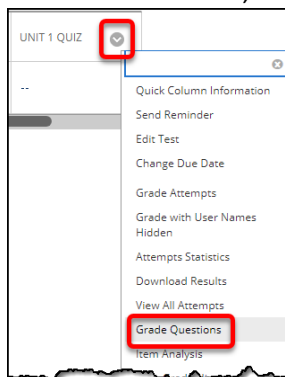 UNIT 1 QUIZ
--
Quick Column Information
Send Reminder
Edit Test
Change Due Date
Grade Attempts
Grade with User Names
Hidden
Attempts Statistics
Download Results
View All Attempts
Grade Questions
Item Analysis